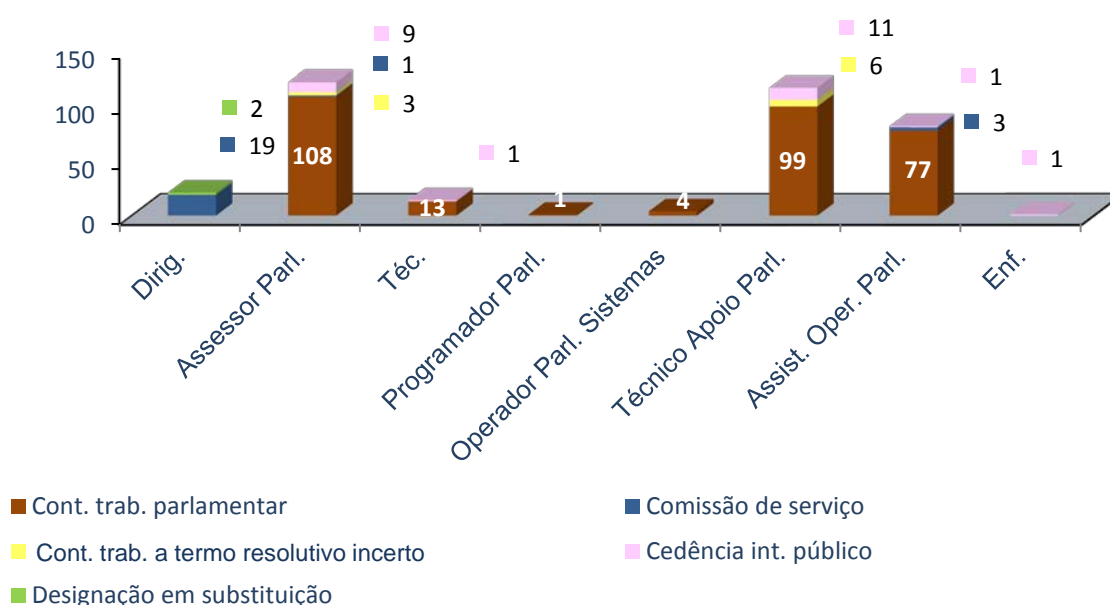 9
11
150
1
6
1
100
2
3
3
19
1
1
50
108
99
77
13
1
4
0
Dirig.
Assessor Parl.
Téc.
Programador Parl.
Operador Parl. Sistemas
Técnico Apoio Parl.
Assist. Oper. Parl.
Enf.
Cont. trab. parlamentar
Comissão de serviço
Cont. trab. a termo resolutivo incerto
Cedência int. público
Designação em substituição